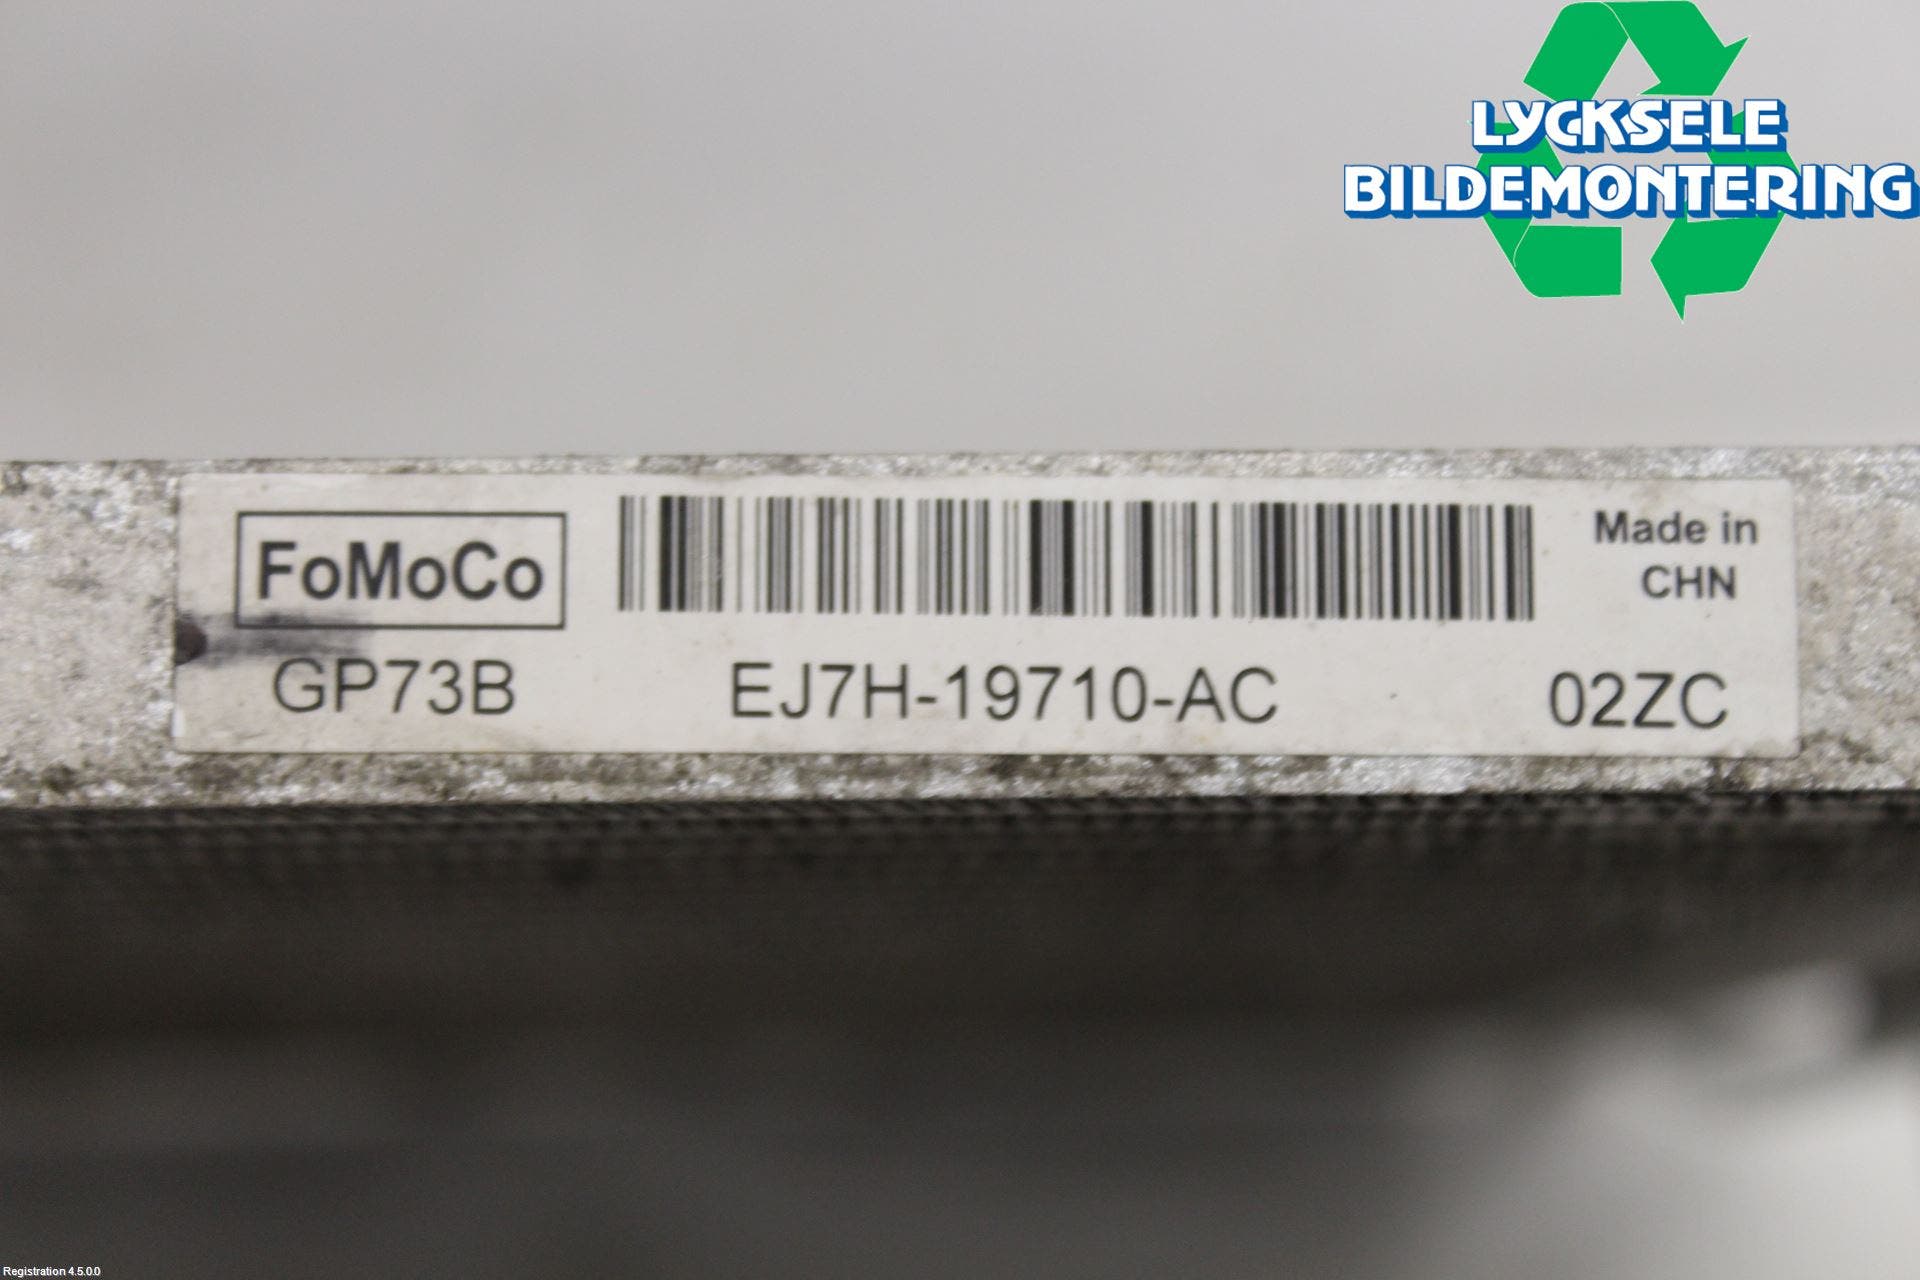 LYCKSELE
BILDEMONTERING
FoMoCo
Made in
CHN
GP73B EJ7H-19710-AC 02ZC
Registration 4.5.0.0